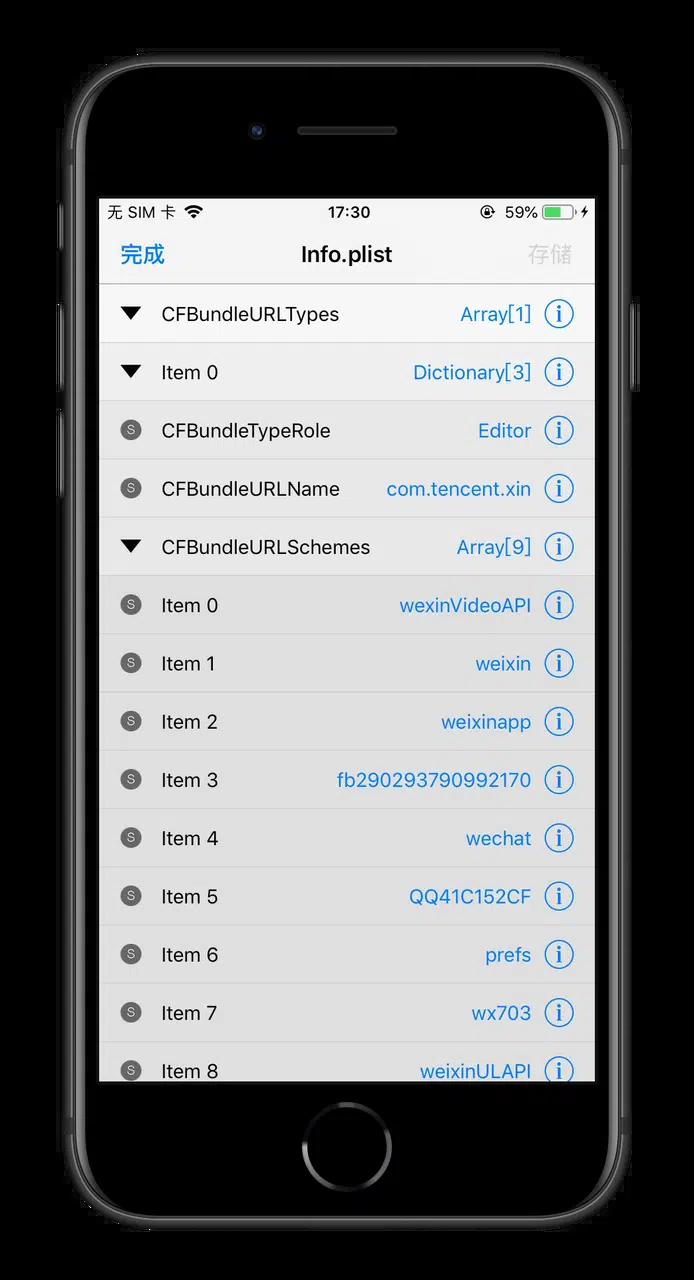 无 SIM 卡 17:30 59%
完成 Info.plist 存储
CFBundleURLTypes Array[1]
Item 0 Dictionary[3]
S CFBundleTypeRole Editor
S CFBundleURLName com.tencent.xin
CFBundleURLSchemes Array[9]
S Item 0 wexinVideoAPI
S Item 1 weixin
S Item 2 weixinapp
S Item 3 fb290293790992170
S Item 4 wechat
S Item 5 QQ41C152CF
S Item 6 prefs
S Item 7 wx703
S Item 8 weixinULAPI